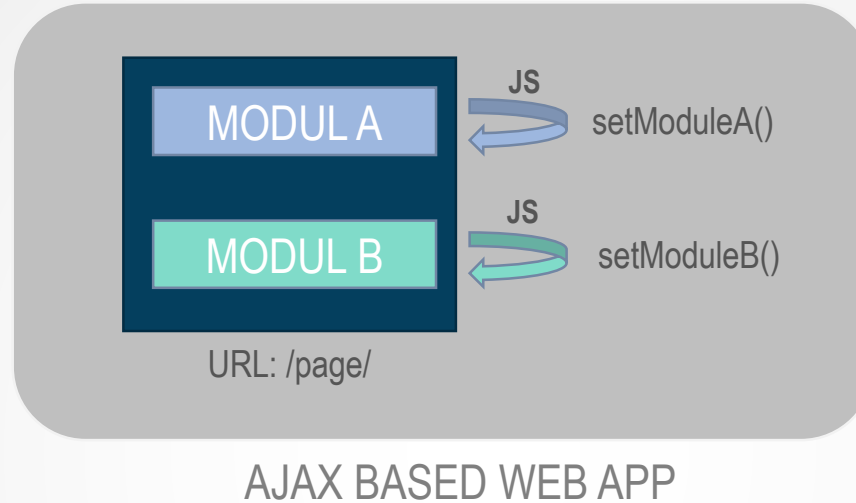 JS
MODUL A
setModuleA()
JS
MODUL B
setModuleB()
URL: /page/
AJAX BASED WEB APP